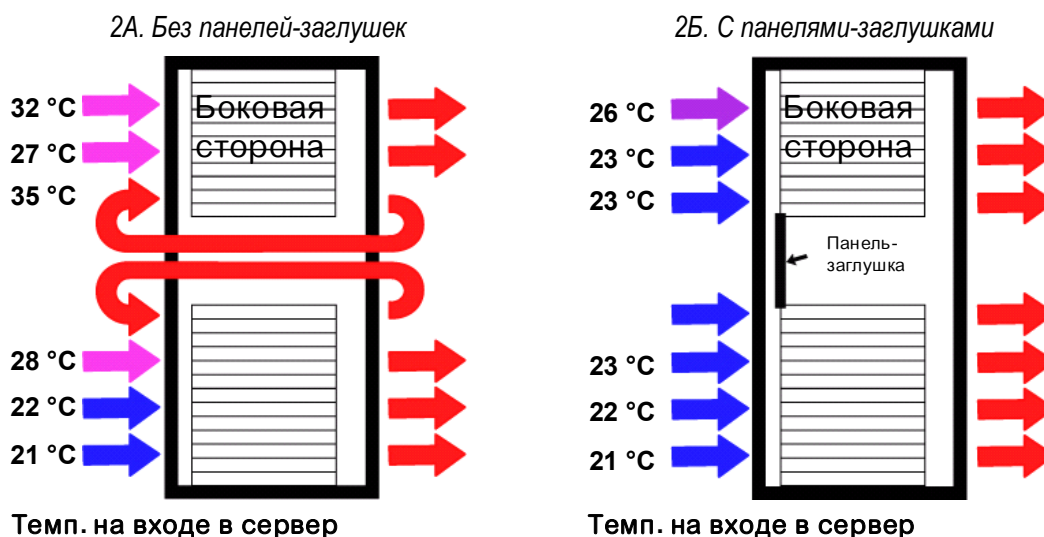 2А. Без панелей-заглушек
32 °C
27 °C
35 °C
28 °C
22 °C
21 °C
Боковая
сторона
Темп. на входе в сервер
2Б. С панелями-заглушками
26 °C
23 °C
23 °C
23 °C
22 °C
21 °C
Боковая
сторона
Панель-
заглушка
Темп. на входе в сервер